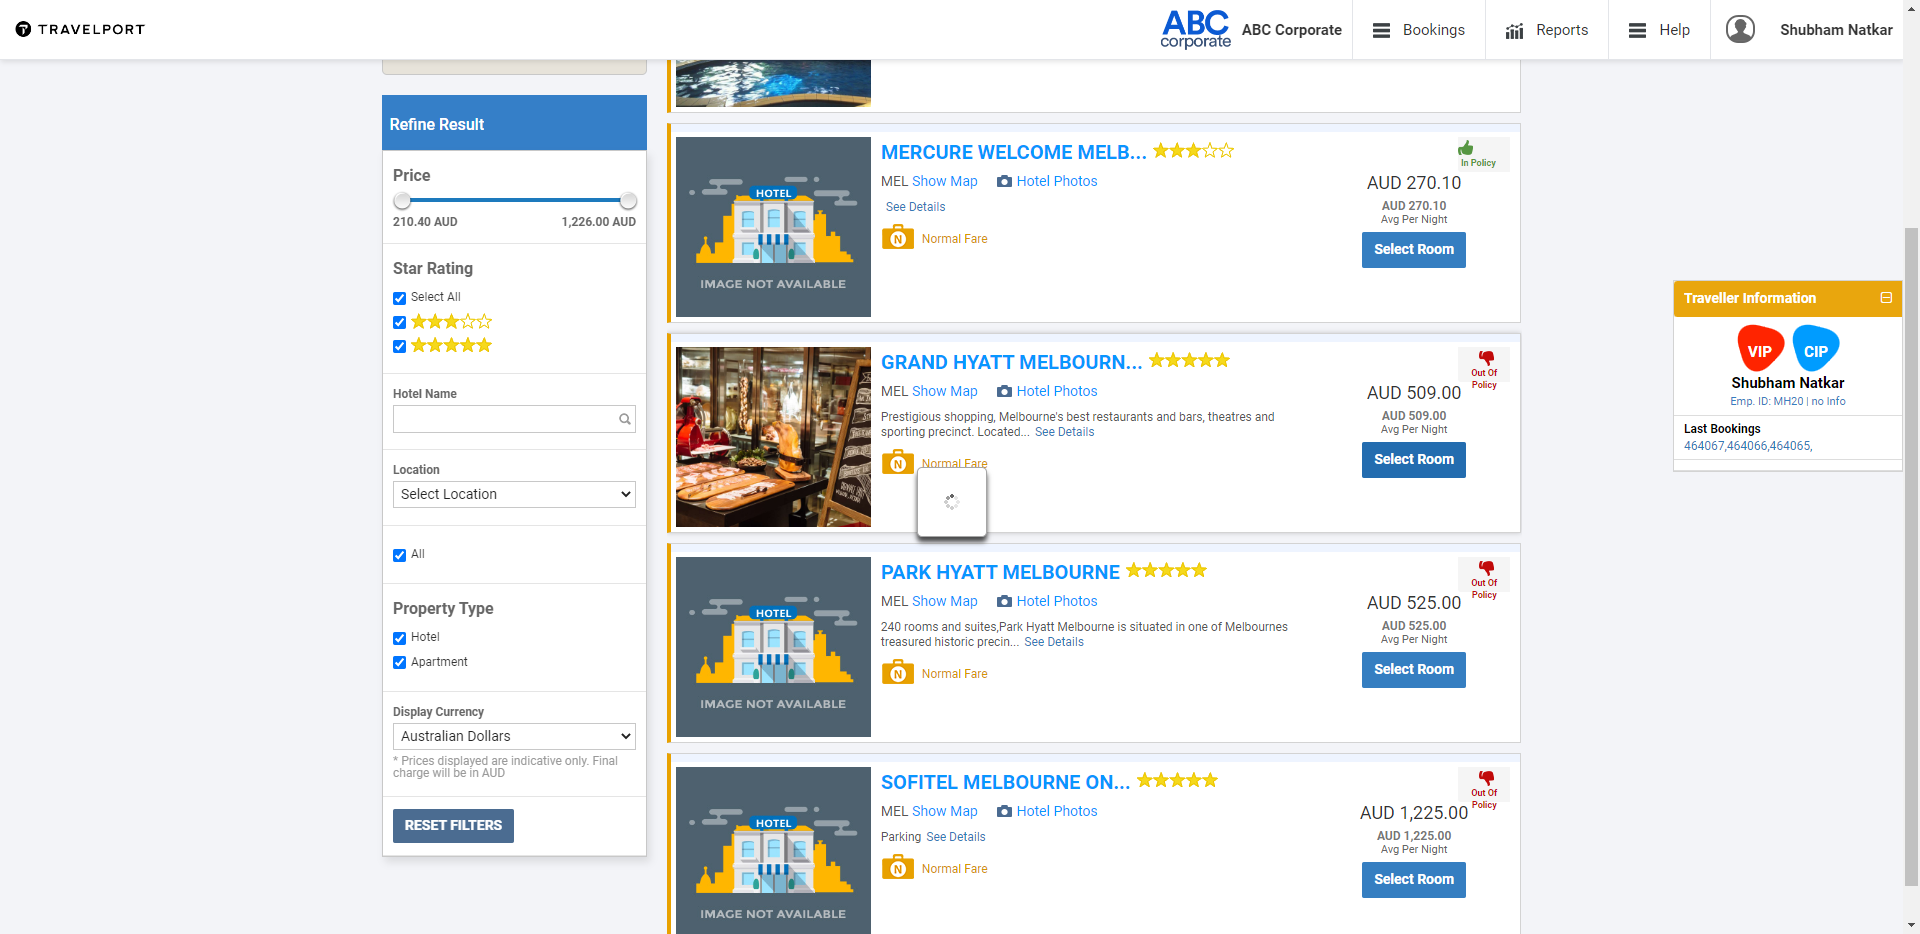 TRAVELPORT
ABC
corporate
ABC Corporate
Bookings
Reports
Help
Shubham Natkar
Refine Result
Price
210.40 AUD
1,226.00 AUD
Star Rating
Select All
Hotel Name
Location
Select Location
All
Property Type
Hotel
Apartment
Display Currency
Australian Dollars
* Prices displayed are indicative only. Final
charge will be in AUD
RESET FILTERS
HOTEL
IMAGE NOT AVAILABLE
MERCURE WELCOME MELB...
MEL Show Map Hotel Photos
See Details
N Normal Fare
In Policy
AUD 270.10
AUD 270.10
Avg Per Night
Select Room
GRAND HYATT MELBOURN...
MEL Show Map Hotel Photos
Prestigious shopping, Melbourne's best restaurants and bars, theatres and
sporting precinct. Located... See Details
N Normal Fare
Out Of
Policy
AUD 509.00
AUD 509.00
Avg Per Night
Select Room
HOTEL
IMAGE NOT AVAILABLE
PARK HYATT MELBOURNE
MEL Show Map Hotel Photos
240 rooms and suites,Park Hyatt Melbourne is situated in one of Melbournes
treasured historic precin... See Details
N Normal Fare
Out Of
Policy
AUD 525.00
AUD 525.00
Avg Per Night
Select Room
HOTEL
IMAGE NOT AVAILABLE
SOFITEL MELBOURNE ON...
MEL Show Map Hotel Photos
Parking See Details
N Normal Fare
Out Of
Policy
AUD 1,225.00
AUD 1,225.00
Avg Per Night
Select Room
Traveller Information
VIP
CIP
Shubham Natkar
Emp. ID: MH20 | no Info
Last Bookings
464067,464066,464065,